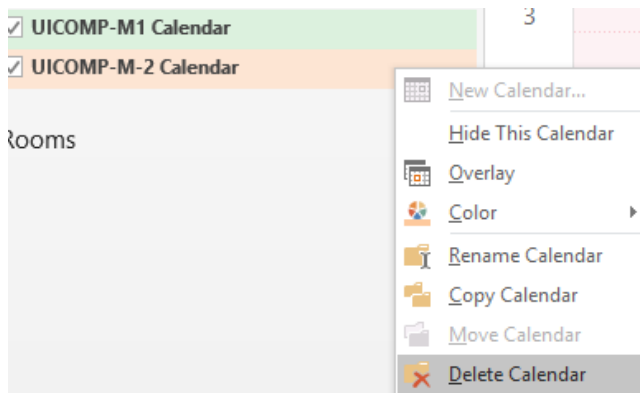 UICOMP-M1 Calendar
3
UICOMP-M-2 Calendar
New Calendar...
Rooms
Hide This Calendar
Overlay
Color
Rename Calendar
Copy Calendar
Move Calendar
Delete Calendar